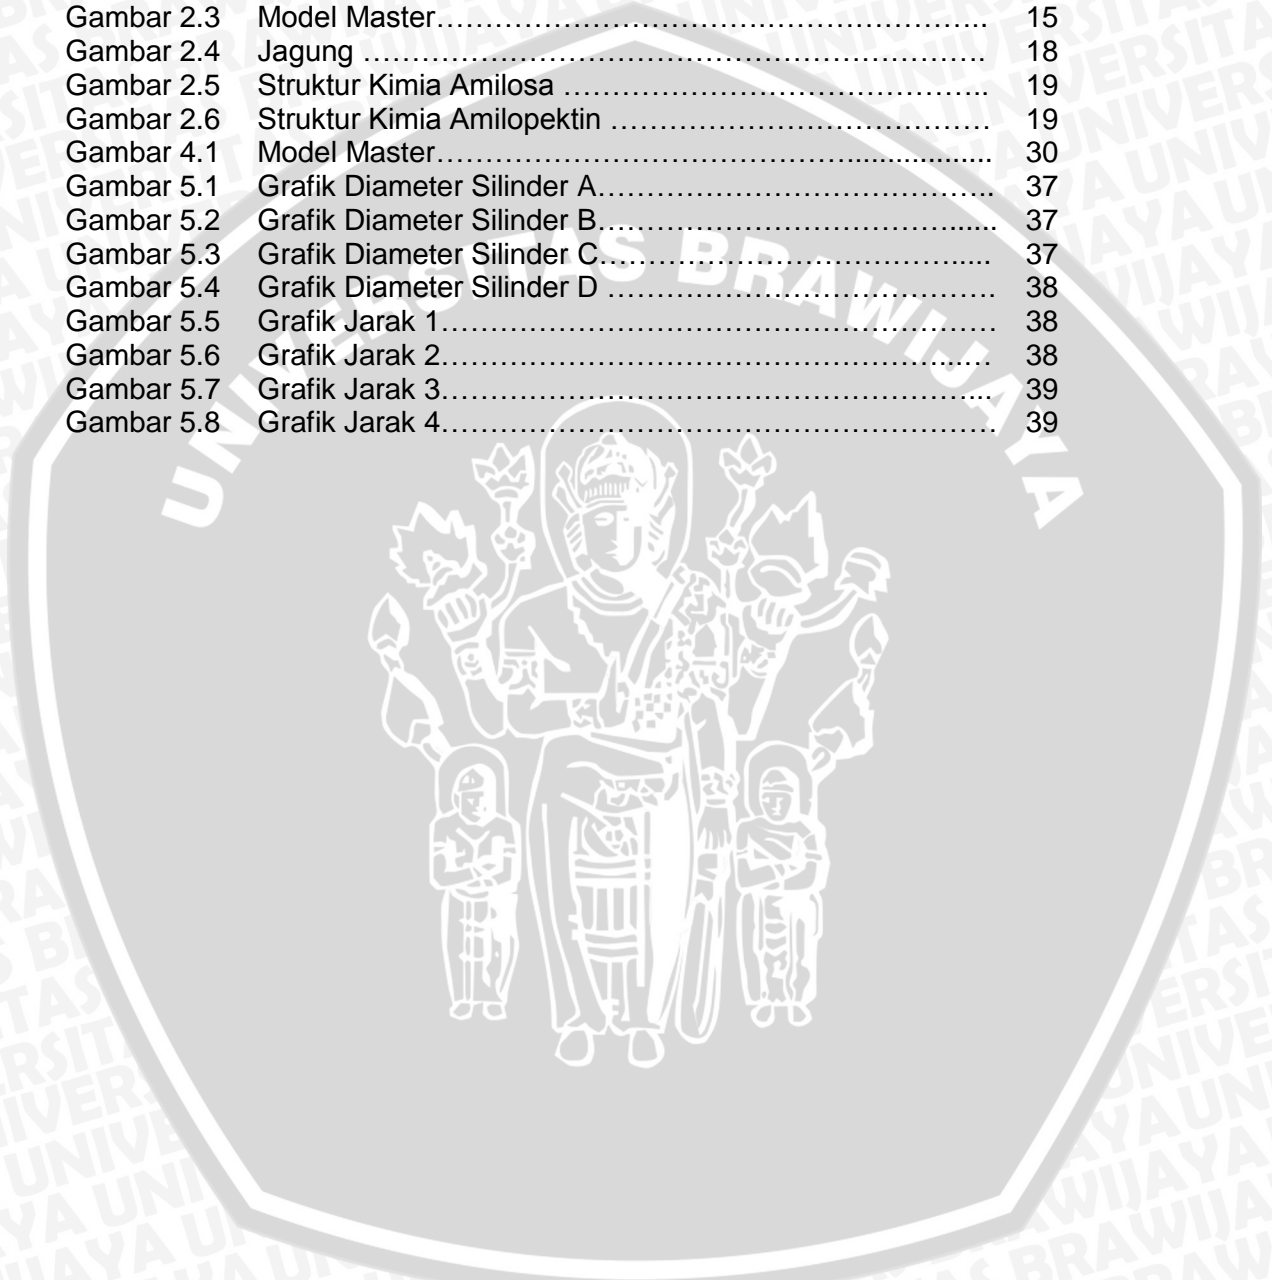 Gambar 2.3 Model Master………………………………………………….. 15
Gambar 2.4 Jagung ………………………………………………………. 18
Gambar 2.5 Struktur Kimia Amilosa …………………………………….. 19
Gambar 2.6 Struktur Kimia Amilopektin ………………………………… 19
Gambar 4.1 Model Master…………………………………….................. 30
Gambar 5.1 Grafik Diameter Silinder A………………………………….. 37
Gambar 5.2 Grafik Diameter Silinder B………………………………...... 37
Gambar 5.3 Grafik Diameter Silinder C………………………………..... 37
Gambar 5.4 Grafik Diameter Silinder D …………………………………. 38
Gambar 5.5 Grafik Jarak 1………………………………………………… 38
Gambar 5.6 Grafik Jarak 2………………………………………………. 38
Gambar 5.7 Grafik Jarak 3………………………………………………... 39
Gambar 5.8 Grafik Jarak 4………………………………………………. 39
UNIVERSITAS BRAWIJAYA